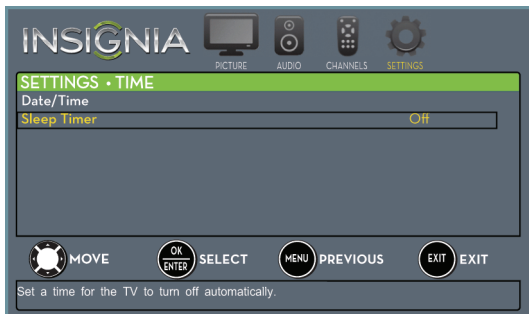 INSIGNIA
PICTURE AUDIO CHANNELS SETTINGS
SETTINGS • TIME
Date/Time
Sleep Timer Off
MOVE OK ENTER SELECT MENU PREVIOUS EXIT EXIT
Set a time for the TV to turn off automatically.